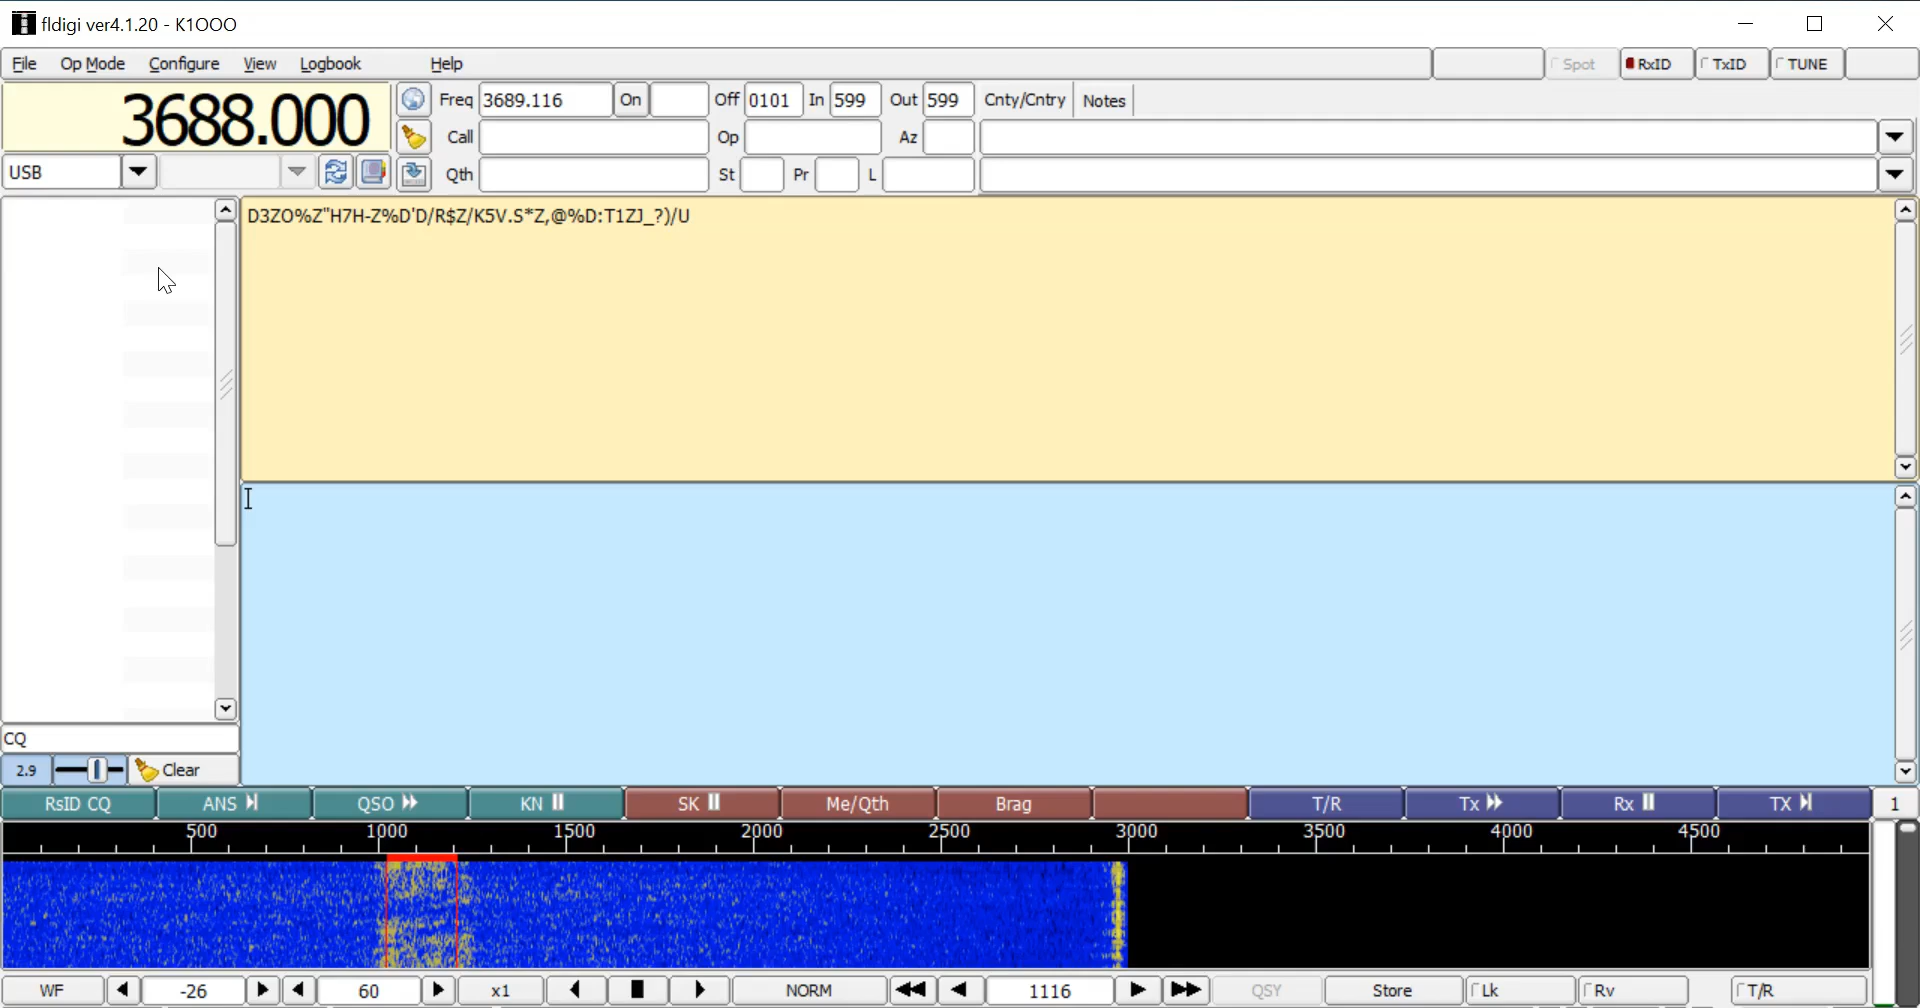 fldigi ver4.1.20 - K1OOO
File Op Mode Configure View Logbook Help Spot RxID TxID TUNE
3688.000
Freq 3689.116 On Off 0101 In 599 Out 599 Cnty/Cntry Notes
Call Op Az
USB
Qth St Pr L
D3ZO%Z"H7H-Z%D'D/R$Z/K5V.S*Z,@%D:T1ZJ_?)/U
CQ
2.9 Clear
RsID CQ ANS QSO KN SK Me/Qth Brag T/R Tx Rx TX 1
500 1000 1500 2000 2500 3000 3500 4000 4500
WF -26 60 x1 NORM 1116 QSY Store Lk Rv T/R